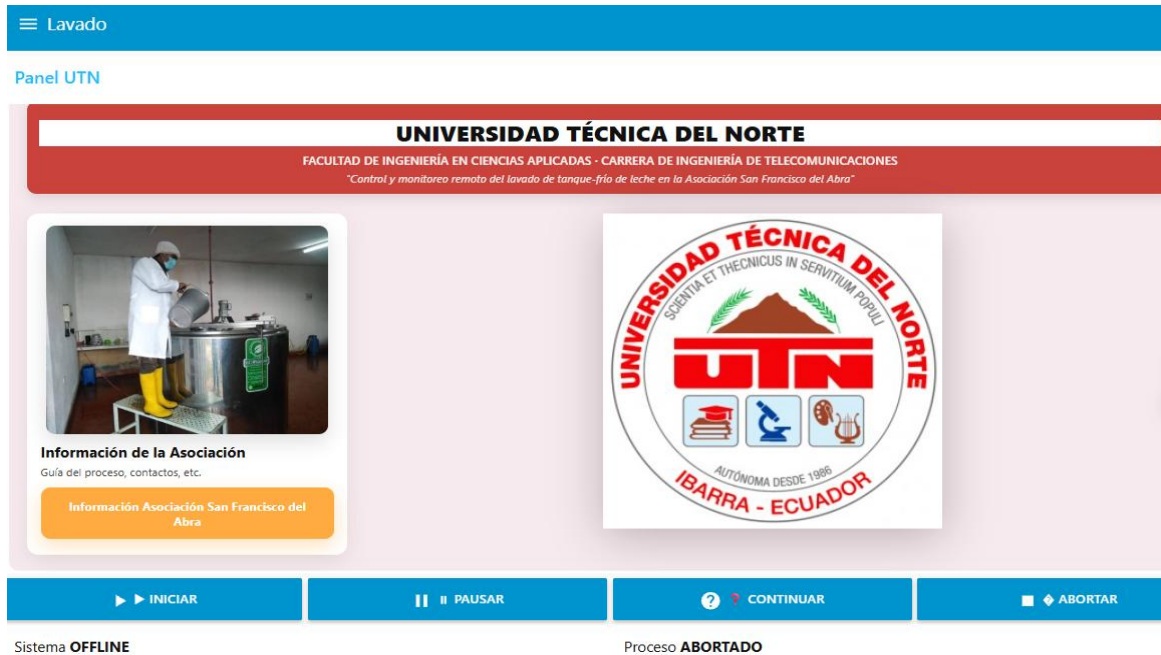 Lavado
Panel UTN
UNIVERSIDAD TÉCNICA DEL NORTE
FACULTAD DE INGENIERÍA EN CIENCIAS APLICADAS - CARRERA DE INGENIERÍA DE TELECOMUNICACIONES
"Control y monitoreo remoto del lavado de tanque-frío de leche en la Asociación San Francisco del Abra"
UNIVERSIDAD TÉCNICA DEL NORTE
SCIENTIA ET THECNICUS IN SERVITIUM POPULI
UTN
AUTÓNOMA DESDE 1986
IBARRA - ECUADOR
Información de la Asociación
Guía del proceso, contactos, etc.
Información Asociación San Francisco del
Abra
▶ ▶ INICIAR
⏸ ⏸ PAUSAR
? ? CONTINUAR
■ � ABORTAR
Sistema OFFLINE
Proceso ABORTADO